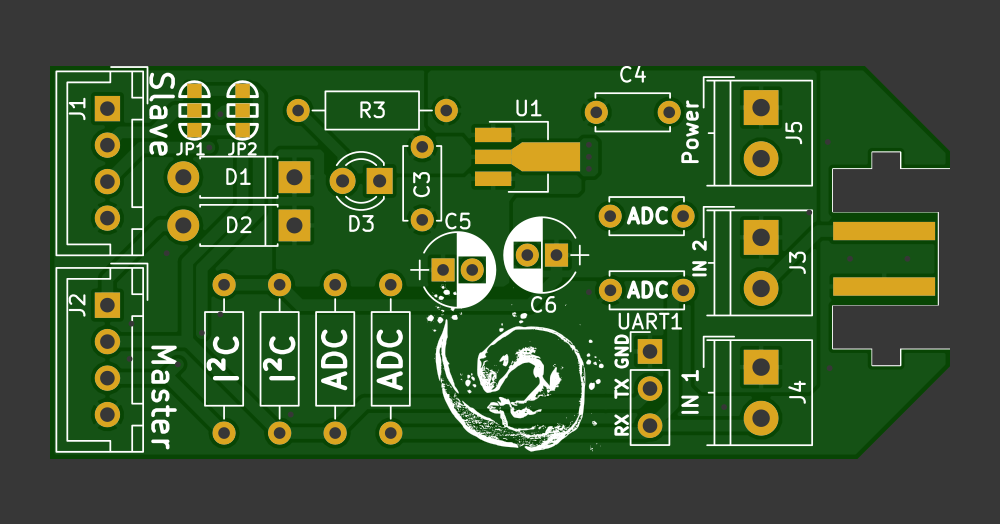 Slave
J1
JP1
JP2
D1
D2
R3
D3
C3
U1
C4
Power
J5
C5
C6
ADC
ADC
IN 2
J3
J2
Master
I²C
I²C
ADC
ADC
UART1
GND
TX
RX
IN 1
J4